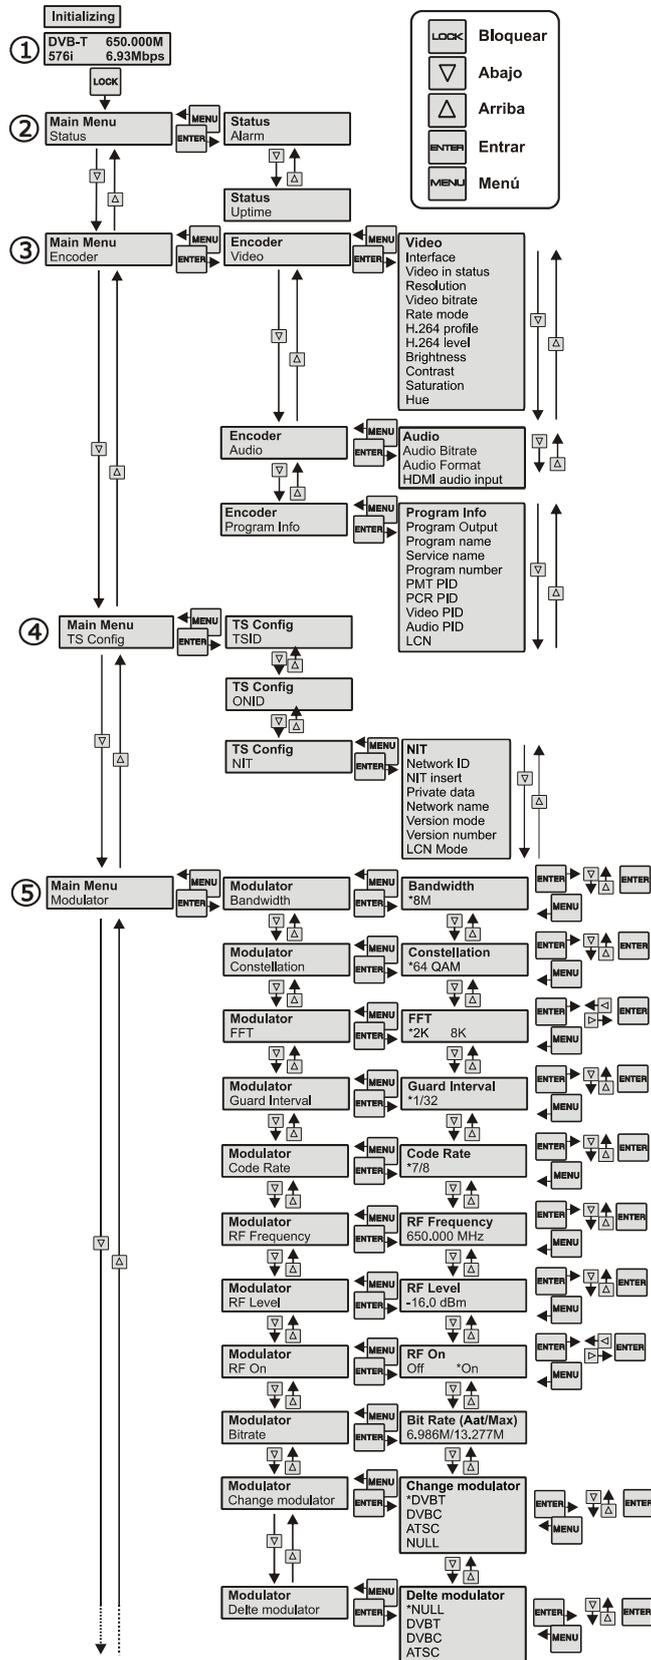 Initializing
① DVB-T 650.000M
576i 6.93Mbps
LOCK
LOCK Bloquear
Abajo
Arriba
ENTER Entrar
MENU Menú
② Main Menu
Status
MENU
ENTER
Status
Alarm
Status
Uptime
③ Main Menu
Encoder
MENU
ENTER
Encoder
Video
MENU
ENTER
Video
Interface
Video in status
Resolution
Video bitrate
Rate mode
H.264 profile
H.264 level
Brightness
Contrast
Saturation
Hue
Encoder
Audio
MENU
ENTER
Audio
Audio Bitrate
Audio Format
HDMI audio input
Encoder
Program Info
MENU
ENTER
Program Info
Program Output
Program name
Service name
Program number
PMT PID
PCR PID
Video PID
Audio PID
LCN
④ Main Menu
TS Config
MENU
ENTER
TS Config
TSID
TS Config
ONID
TS Config
NIT
MENU
ENTER
NIT
Network ID
NIT insert
Private data
Network name
Version mode
Version number
LCN Mode
⑤ Main Menu
Modulator
MENU
ENTER
Modulator
Bandwidth
MENU
ENTER
Bandwidth
*8M
ENTER ENTER
MENU
Modulator
Constellation
MENU
ENTER
Constellation
*64 QAM
ENTER ENTER
MENU
Modulator
FFT
MENU
ENTER
FFT
*2K 8K
ENTER ENTER
MENU
Modulator
Guard Interval
MENU
ENTER
Guard Interval
*1/32
ENTER ENTER
MENU
Modulator
Code Rate
MENU
ENTER
Code Rate
*7/8
ENTER ENTER
MENU
Modulator
RF Frequency
MENU
ENTER
RF Frequency
650.000 MHz
ENTER ENTER
MENU
Modulator
RF Level
MENU
ENTER
RF Level
-16.0 dBm
ENTER ENTER
MENU
Modulator
RF On
MENU
ENTER
RF On
Off *On
ENTER ENTER
MENU
Modulator
Bitrate
MENU
ENTER
Bit Rate (Aat/Max)
6.986M/13.277M
Modulator
Change modulator
MENU
ENTER
Change modulator
*DVBT
DVBC
ATSC
NULL
ENTER ENTER
MENU
Modulator
Delte modulator
MENU
ENTER
Delte modulator
*NULL
DVBT
DVBC
ATSC
ENTER ENTER
MENU